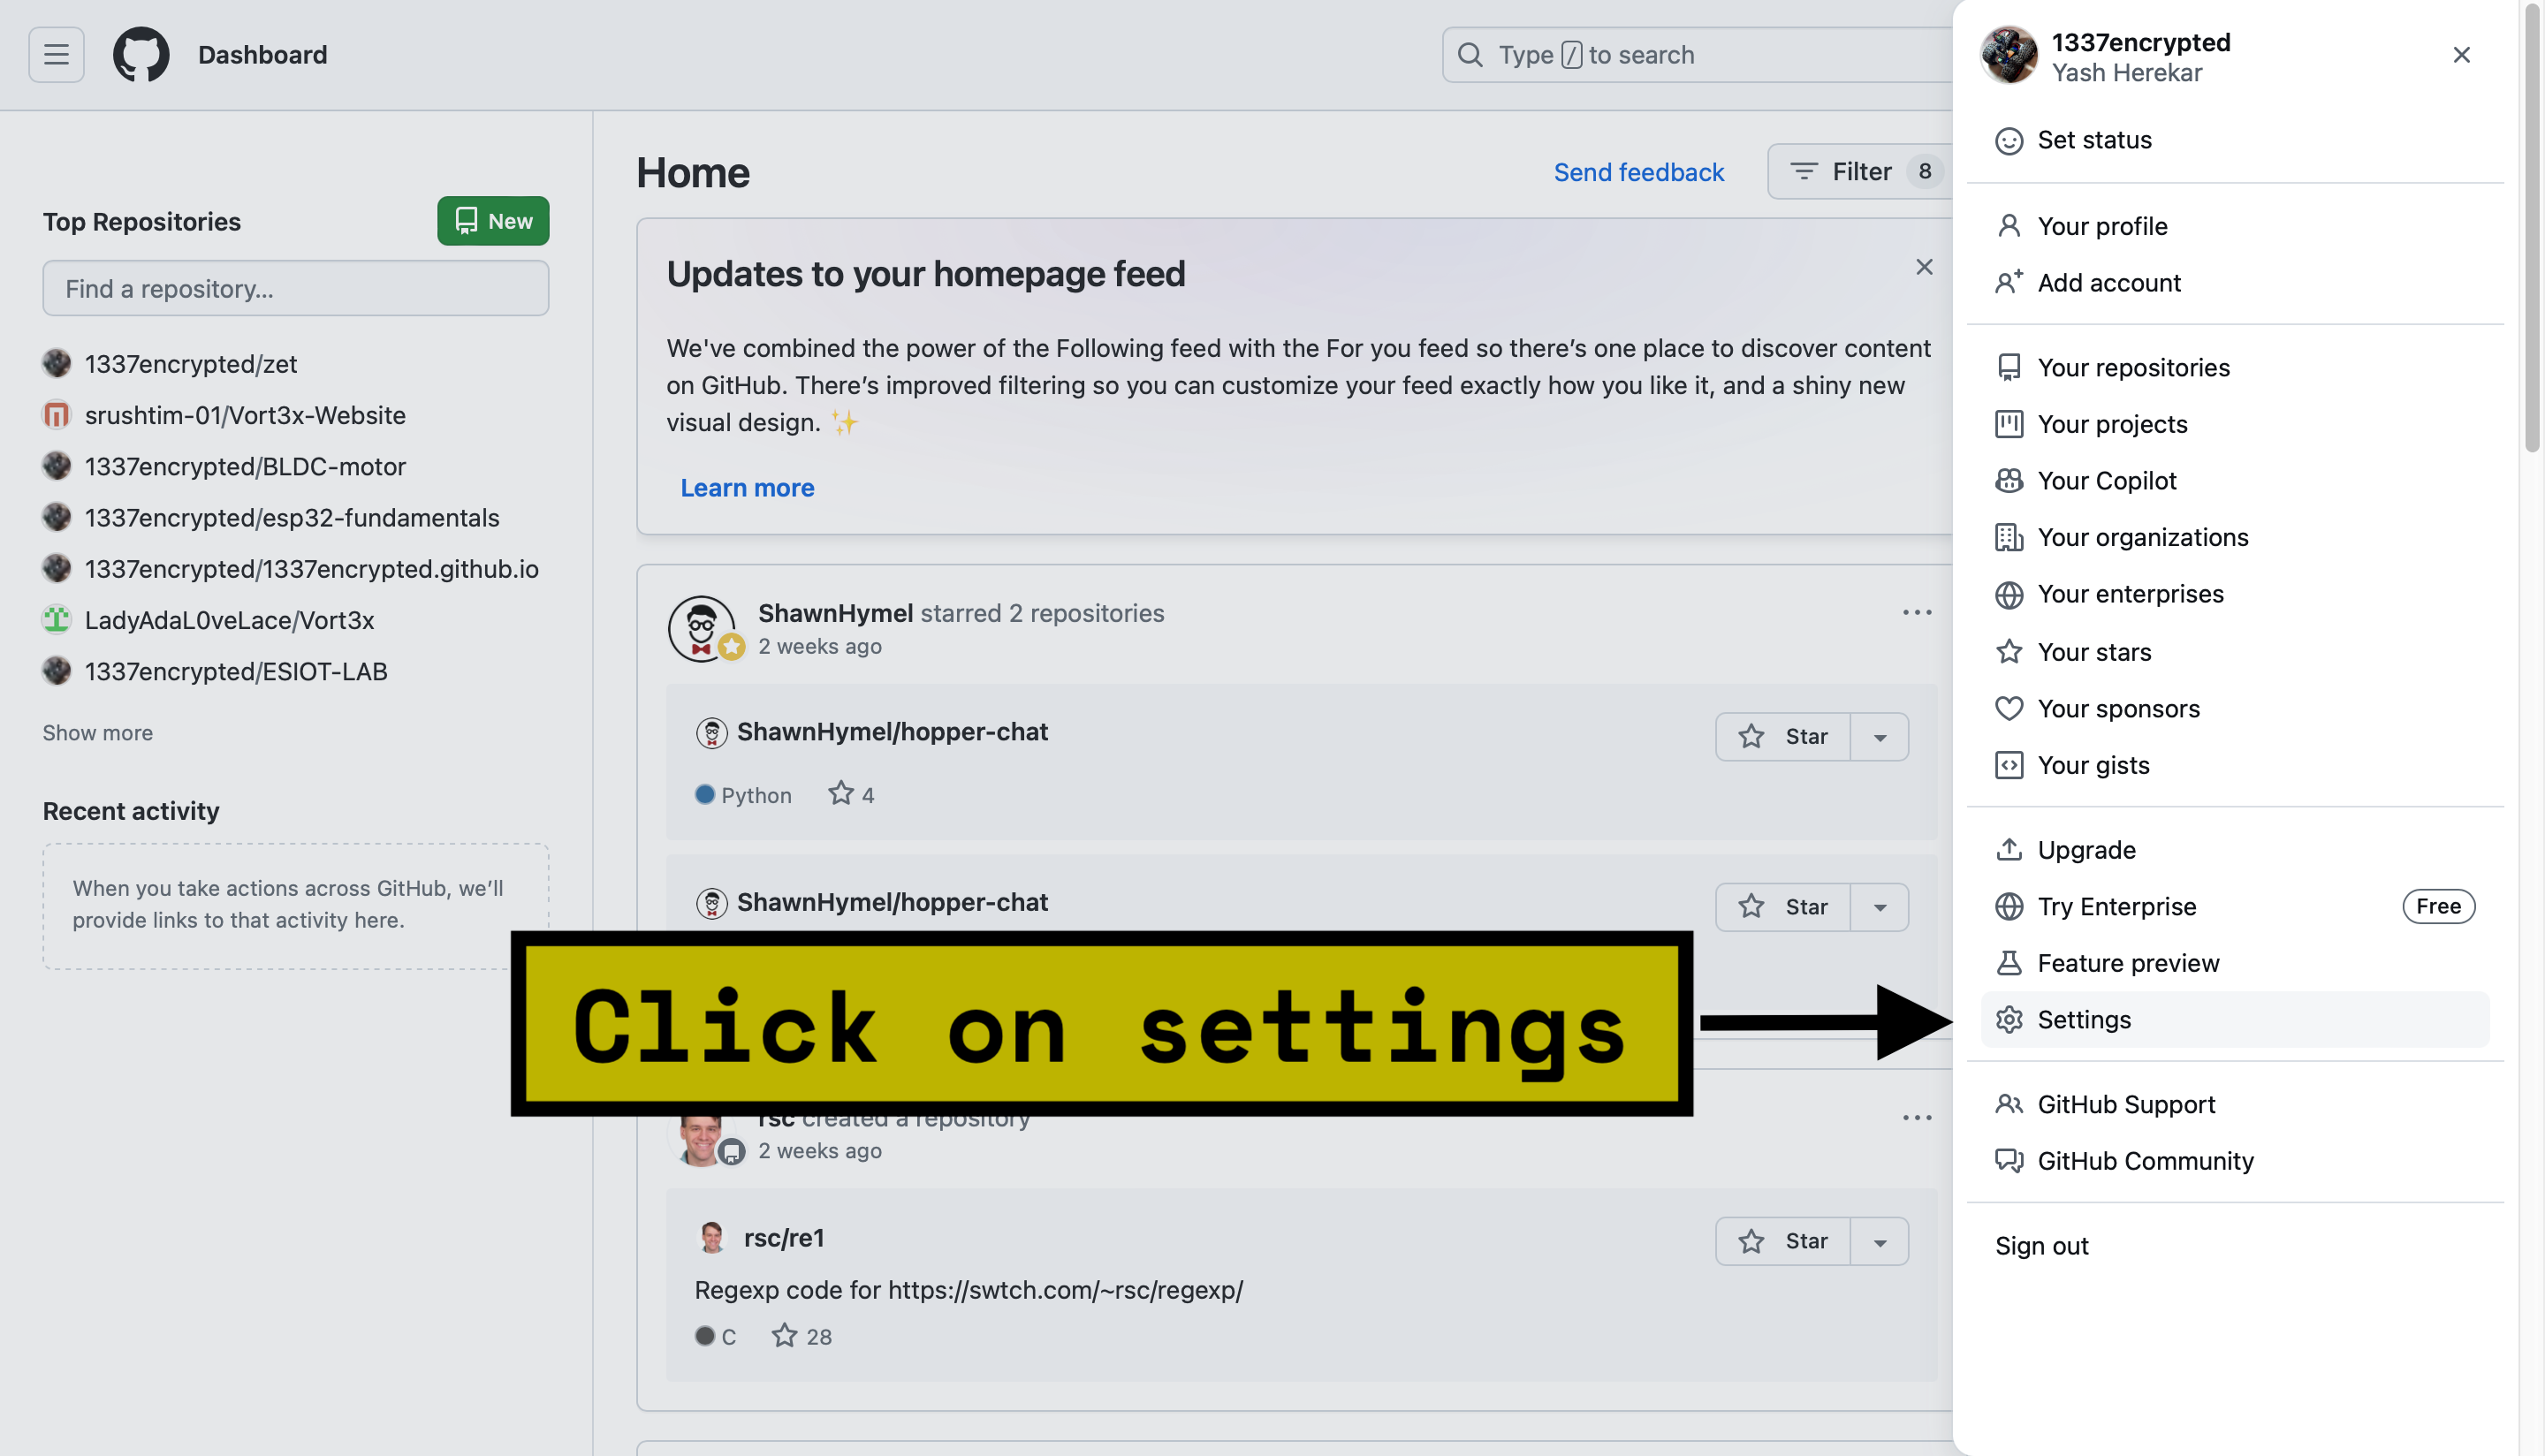 Dashboard
Type / to search
Top Repositories
New
Find a repository...
1337encrypted/zet
srushtim-01/Vort3x-Website
1337encrypted/BLDC-motor
1337encrypted/esp32-fundamentals
1337encrypted/1337encrypted.github.io
LadyAdaL0veLace/Vort3x
1337encrypted/ESIOT-LAB
Show more
Recent activity
When you take actions across GitHub, we’ll
provide links to that activity here.
Home
Send feedback
Filter 8
Updates to your homepage feed
We've combined the power of the Following feed with the For you feed so there’s one place to discover content
on GitHub. There’s improved filtering so you can customize your feed exactly how you like it, and a shiny new
visual design. ✨
Learn more
ShawnHymel starred 2 repositories
2 weeks ago
ShawnHymel/hopper-chat
Star
Python 4
ShawnHymel/hopper-chat
Star
Click on settings
rsc created a repository
2 weeks ago
rsc/re1
Star
Regexp code for https://swtch.com/~rsc/regexp/
C 28
1337encrypted
Yash Herekar
Set status
Your profile
Add account
Your repositories
Your projects
Your Copilot
Your organizations
Your enterprises
Your stars
Your sponsors
Your gists
Upgrade
Try Enterprise Free
Feature preview
Settings
GitHub Support
GitHub Community
Sign out